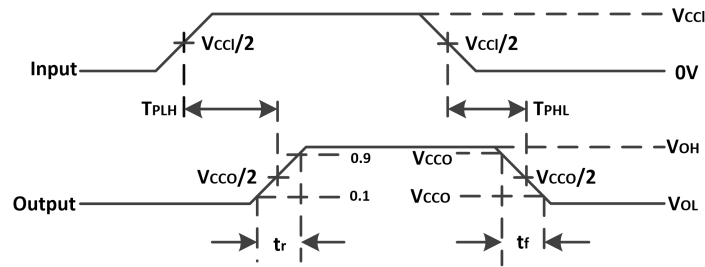 VCCI
VCCI/2
VCCI/2
Input
0V
TPLH
TPHL
VOH
0.9
VCCO
VCCO/2
VCCO/2
0.1
VCCO
Output
VOL
tr
tf